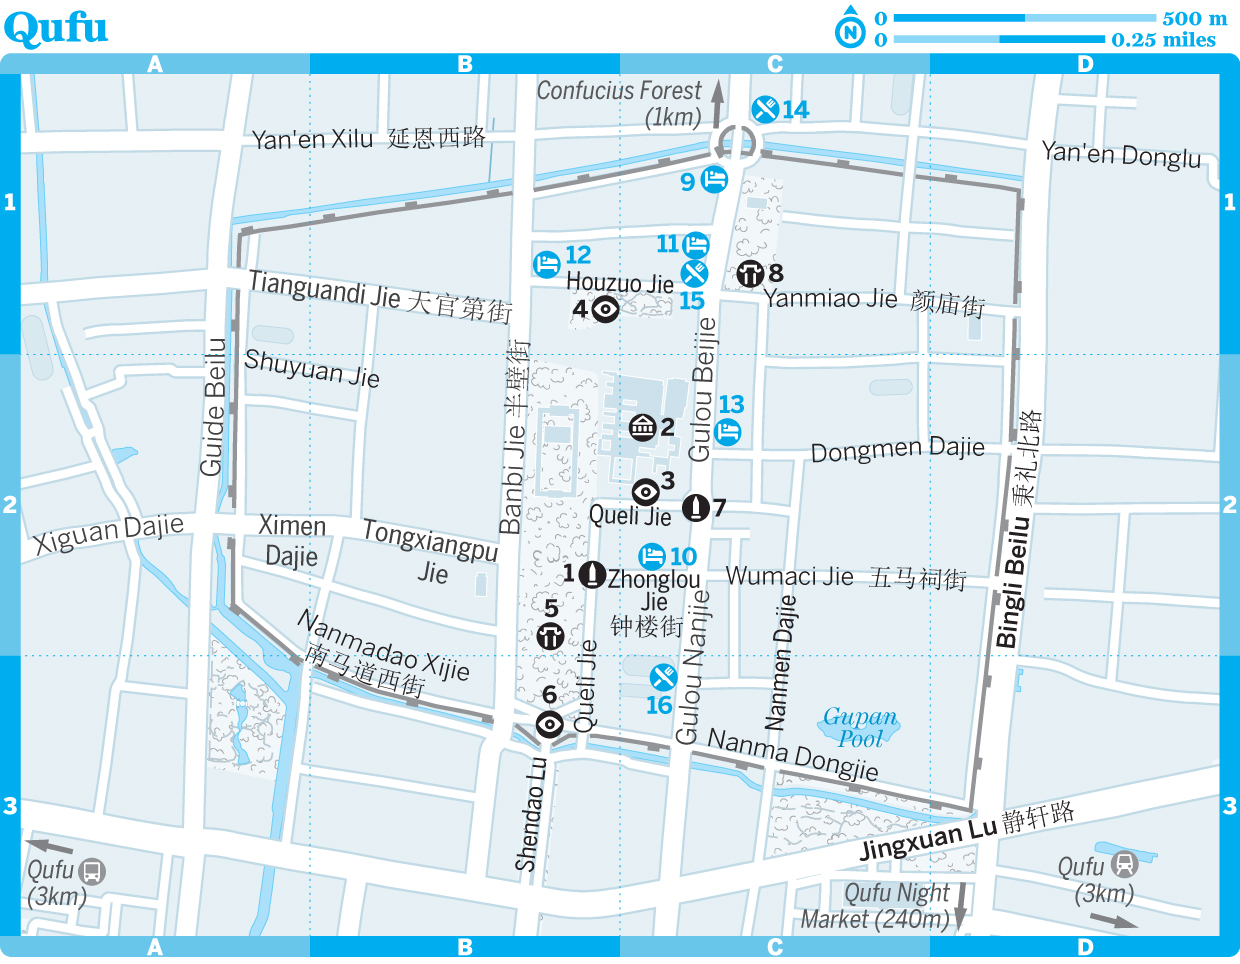 Qufu
0 500 m
0 0.25 miles
A B C D
Confucius Forest
(1km)
14
Yan'en Xilu 延恩西路
Yan'en Donglu
9
1 1
11
12
8
Houzuo Jie
Tianguandi Jie 天官第街
4
15
Yanmiao Jie 颜庙街
Guide Beilu
Shuyuan Jie
Banbi Jie 半壁街
Gulou Beijie
13
2
Dongmen Dajie
Bingli Beilu 秉礼北路
3
2 2
7
Queli Jie
Xiguan Dajie
Ximen
Dajie
Tongxiangpu
Jie
10
1
Zhonglou
Jie
钟楼街
Wumaci Jie 五马祠街
5
Nanmadao Xijie
南马道西街
Queli Jie
Gulou Nanjie
Nanmen Dajie
16
6
Gupan
Pool
Nanma Dongjie
Shendao Lu
3 3
Jingxuan Lu 静轩路
Qufu
(3km)
Qufu
(3km)
Qufu Night
Market (240m)
A B C D